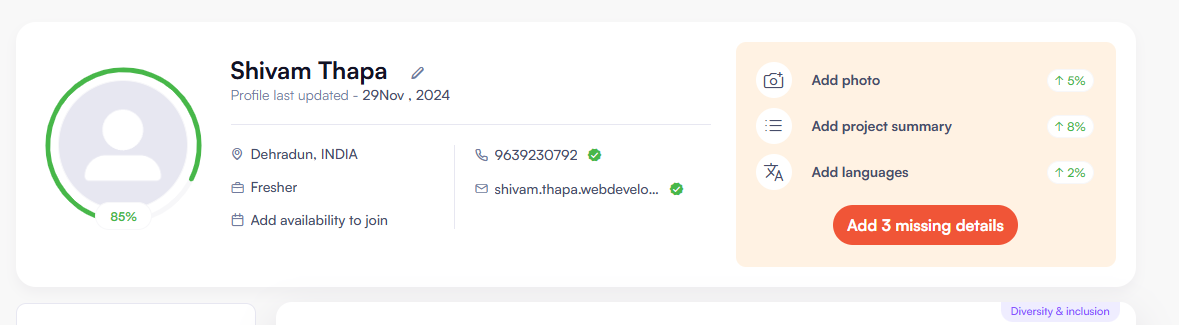 Shivam Thapa
Profile last updated - 29Nov , 2024
85%
Dehradun, INDIA
Fresher
Add availability to join
9639230792
shivam.thapa.webdevelo...
Add photo
↑ 5%
Add project summary
↑ 8%
Add languages
↑ 2%
Add 3 missing details
Diversity & inclusion